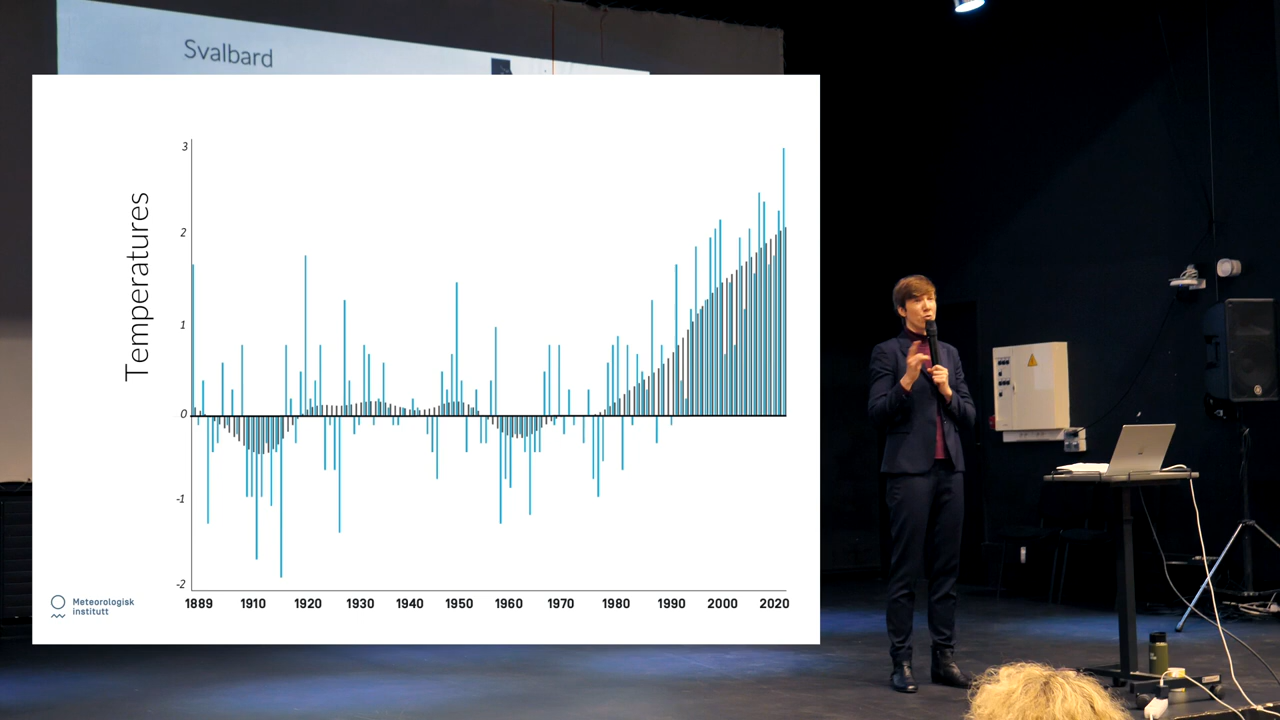 Svalbard
Temperatures
3
2
1
0
-1
-2
1889 1910 1920 1930 1940 1950 1960 1970 1980 1990 2000 2020
Meteorologisk
institutt